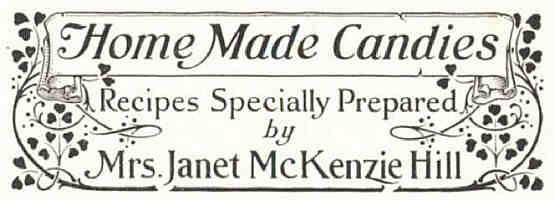 Home Made Candies
Recipes Specially Prepared
by
Mrs. Janet McKenzie Hill